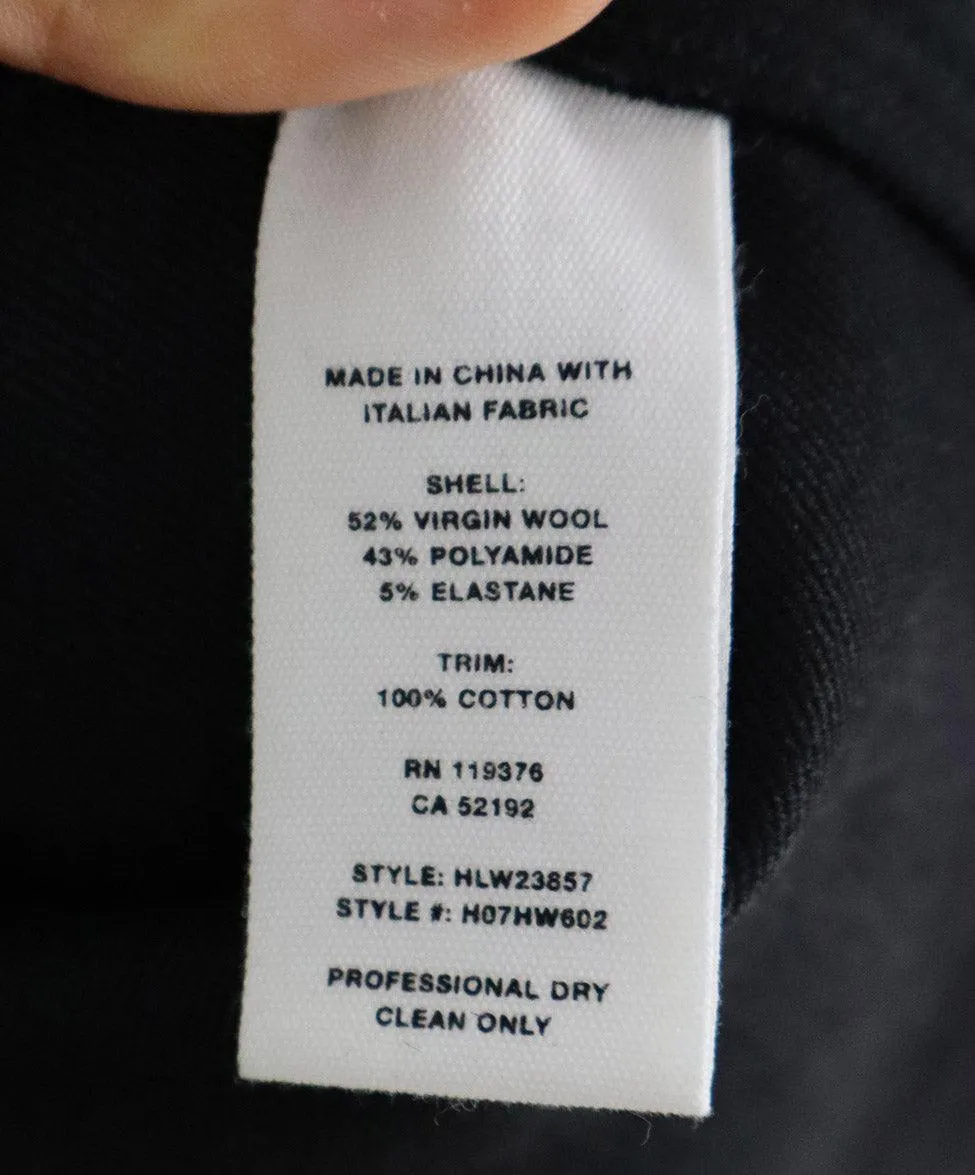 MADE IN CHINA WITH
ITALIAN FABRIC
SHELL:
52% VIRGIN WOOL
43% POLYAMIDE
5% ELASTANE
TRIM:
100% COTTON
RN 119376
CA 52192
STYLE: HLW23857
STYLE #: H07HW602
PROFESSIONAL DRY
CLEAN ONLY